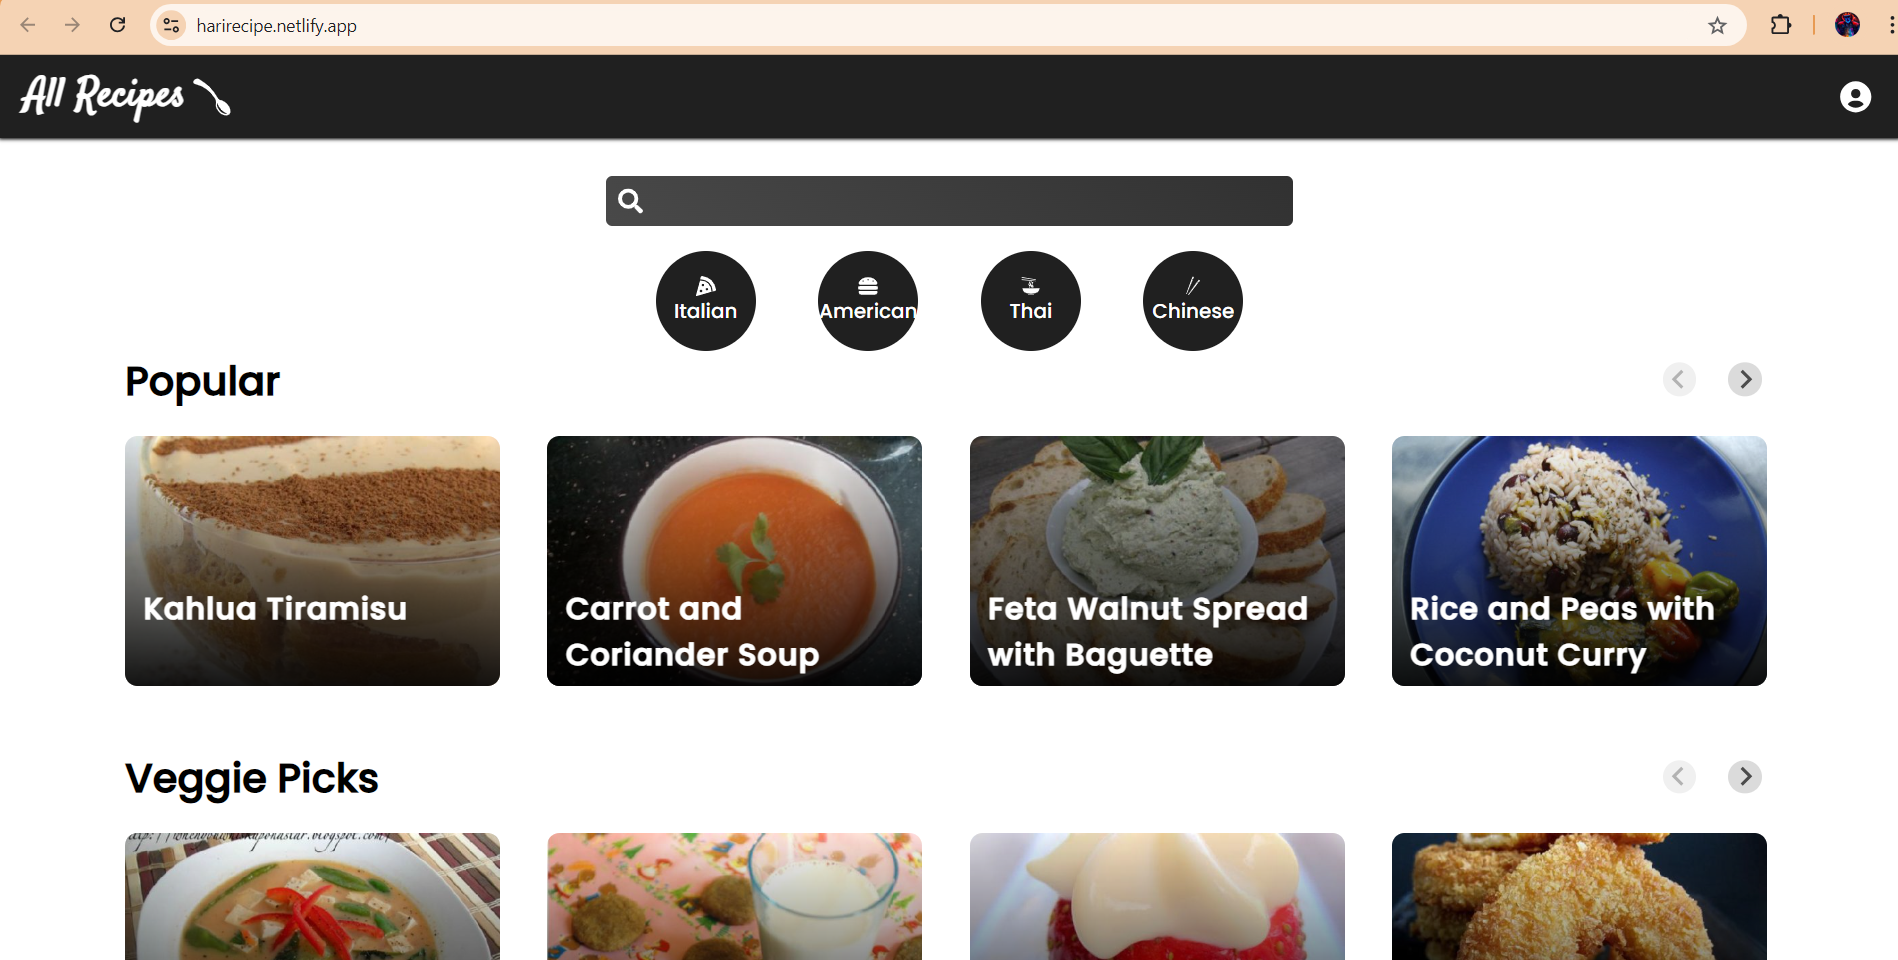 harirecipe.netlify.app
All Recipes
Italian
American
Thai
Chinese
Popular
Kahlua Tiramisu
Carrot and
Coriander Soup
Feta Walnut Spread
with Baguette
Rice and Peas with
Coconut Curry
Veggie Picks